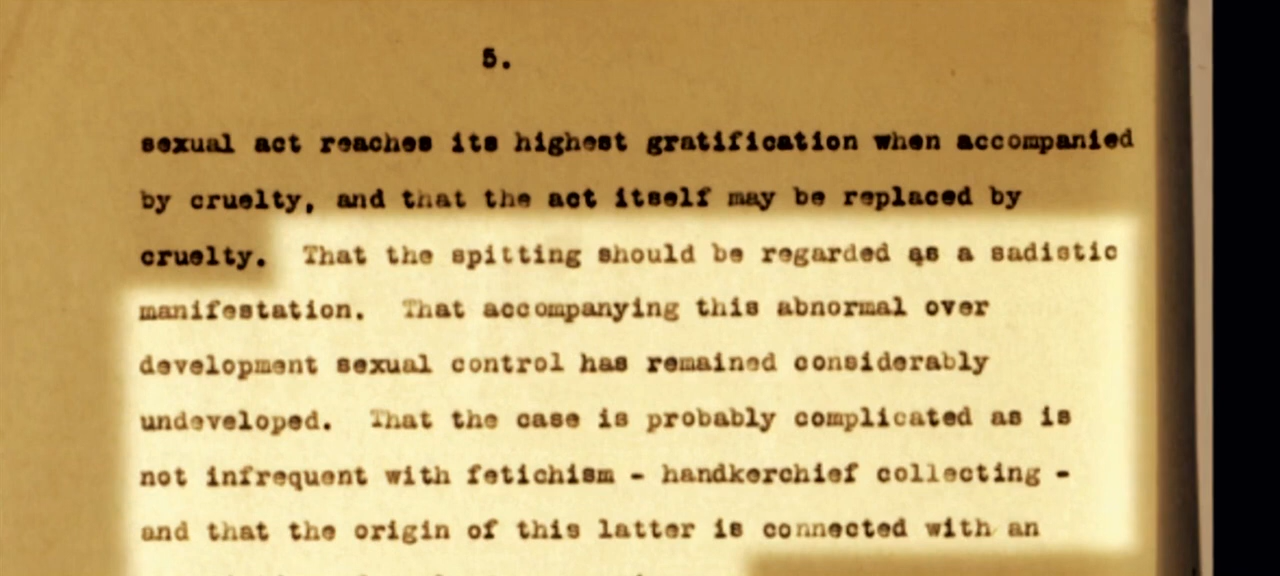 5.
sexual act reaches its highest gratification when accompanied
by cruelty, and that the act itself may be replaced by
cruelty. That the spitting should be regarded as a sadistic
manifestation. That accompanying this abnormal over
development sexual control has remained considerably
undeveloped. That the case is probably complicated as is
not infrequent with fetichism - handkerchief collecting -
and that the origin of this latter is connected with an